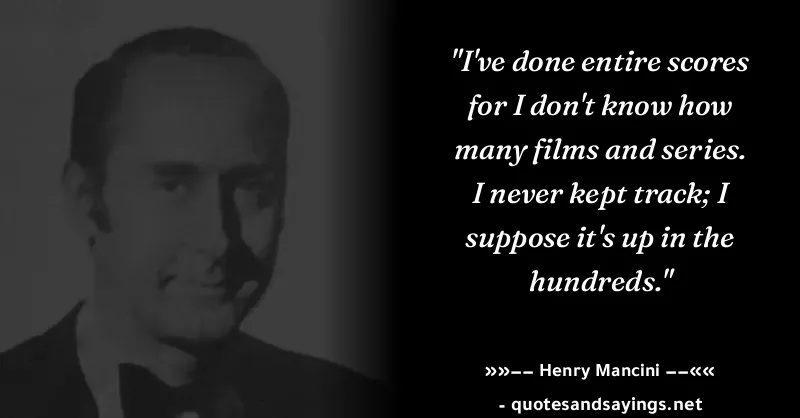 "I've done entire scores
for I don't know how
many films and series.
I never kept track; I
suppose it's up in the
hundreds."
»»−− Henry Mancini −−««
- quotesandsayings.net